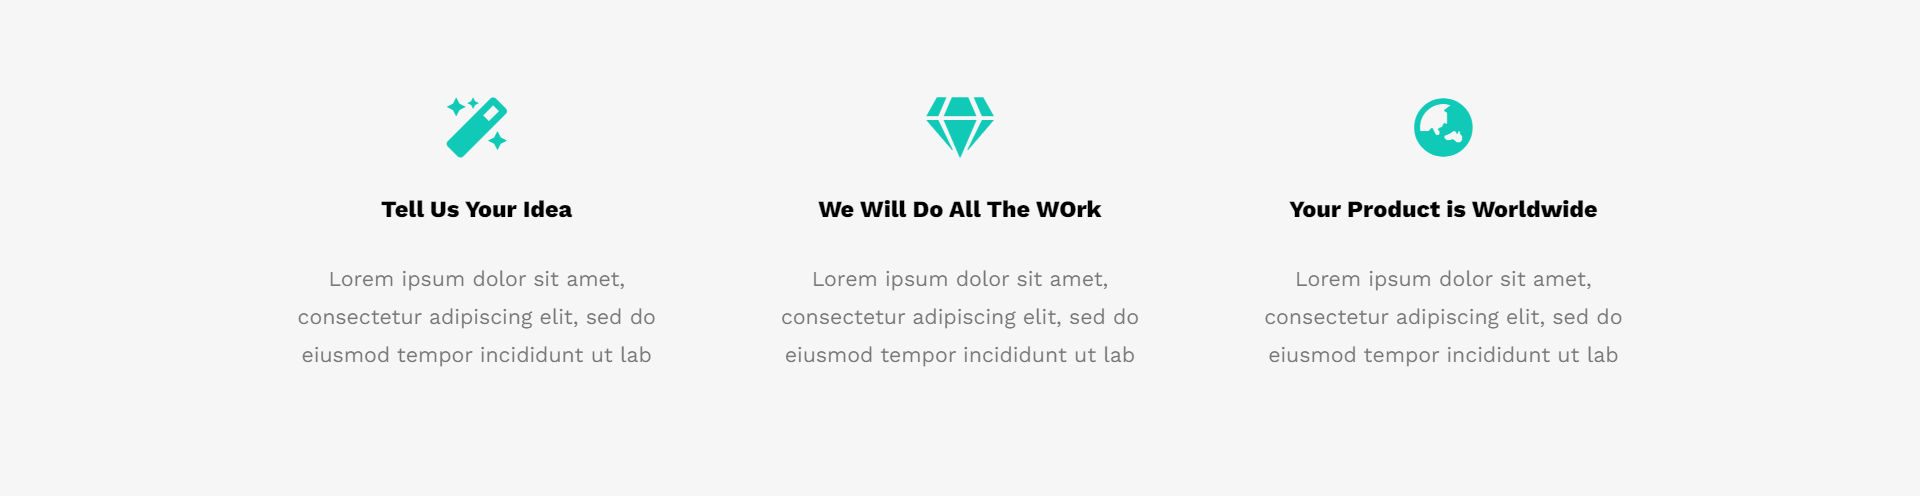 Tell Us Your Idea
Lorem ipsum dolor sit amet,
consectetur adipiscing elit, sed do
eiusmod tempor incididunt ut lab
We Will Do All The WOrk
Lorem ipsum dolor sit amet,
consectetur adipiscing elit, sed do
eiusmod tempor incididunt ut lab
Your Product is Worldwide
Lorem ipsum dolor sit amet,
consectetur adipiscing elit, sed do
eiusmod tempor incididunt ut lab